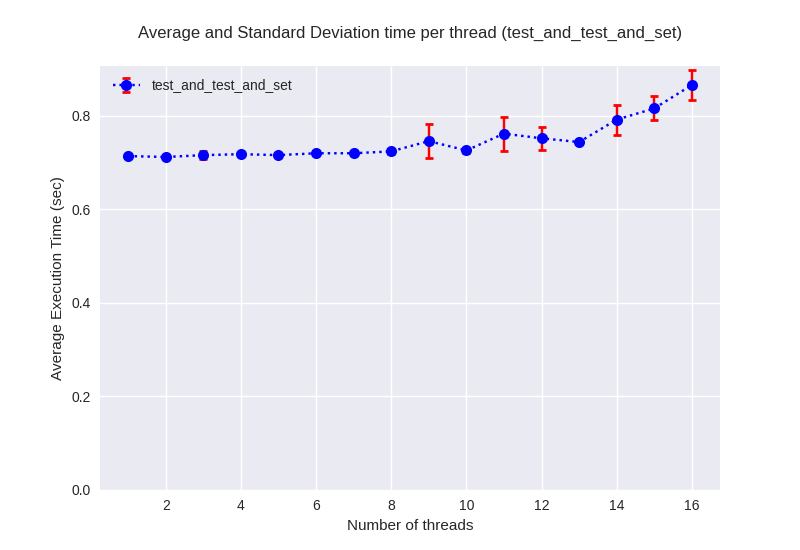 Average and Standard Deviation time per thread (test_and_test_and_set)
test_and_test_and_set
Average Execution Time (sec)
0.8
0.6
0.4
0.2
0.0
2 4 6 8 10 12 14 16
Number of threads